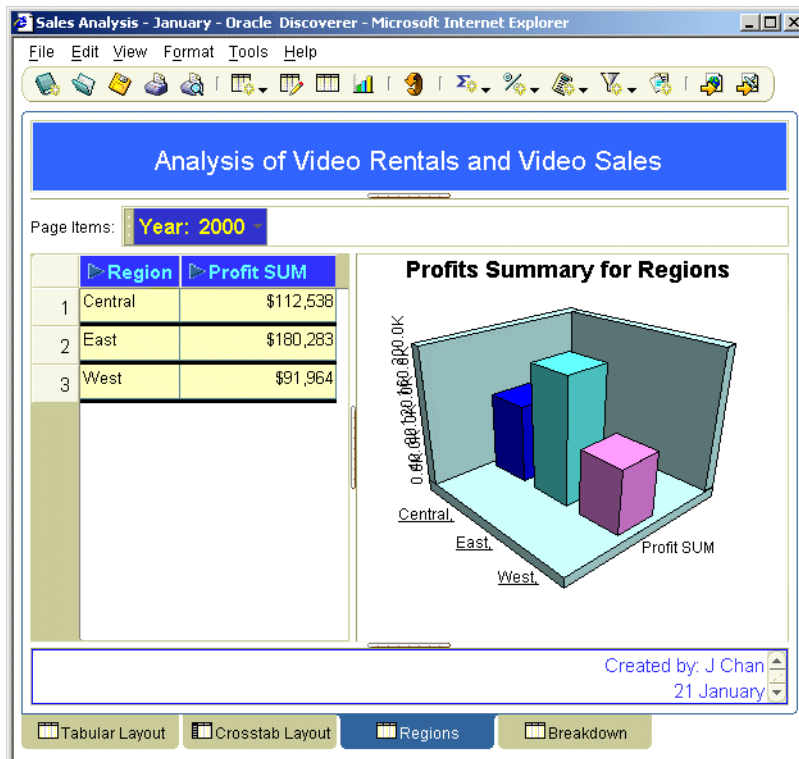 Sales Analysis - January - Oracle Discoverer - Microsoft Internet Explorer
File Edit View Format Tools Help
Analysis of Video Rentals and Video Sales
Page Items: Year: 2000
Region Profit SUM
1 Central $112,538
2 East $180,283
3 West $91,964
Profits Summary for Regions
Central,
East,
West,
Profit SUM
Created by: J Chan
21 January
Tabular Layout Crosstab Layout Regions Breakdown